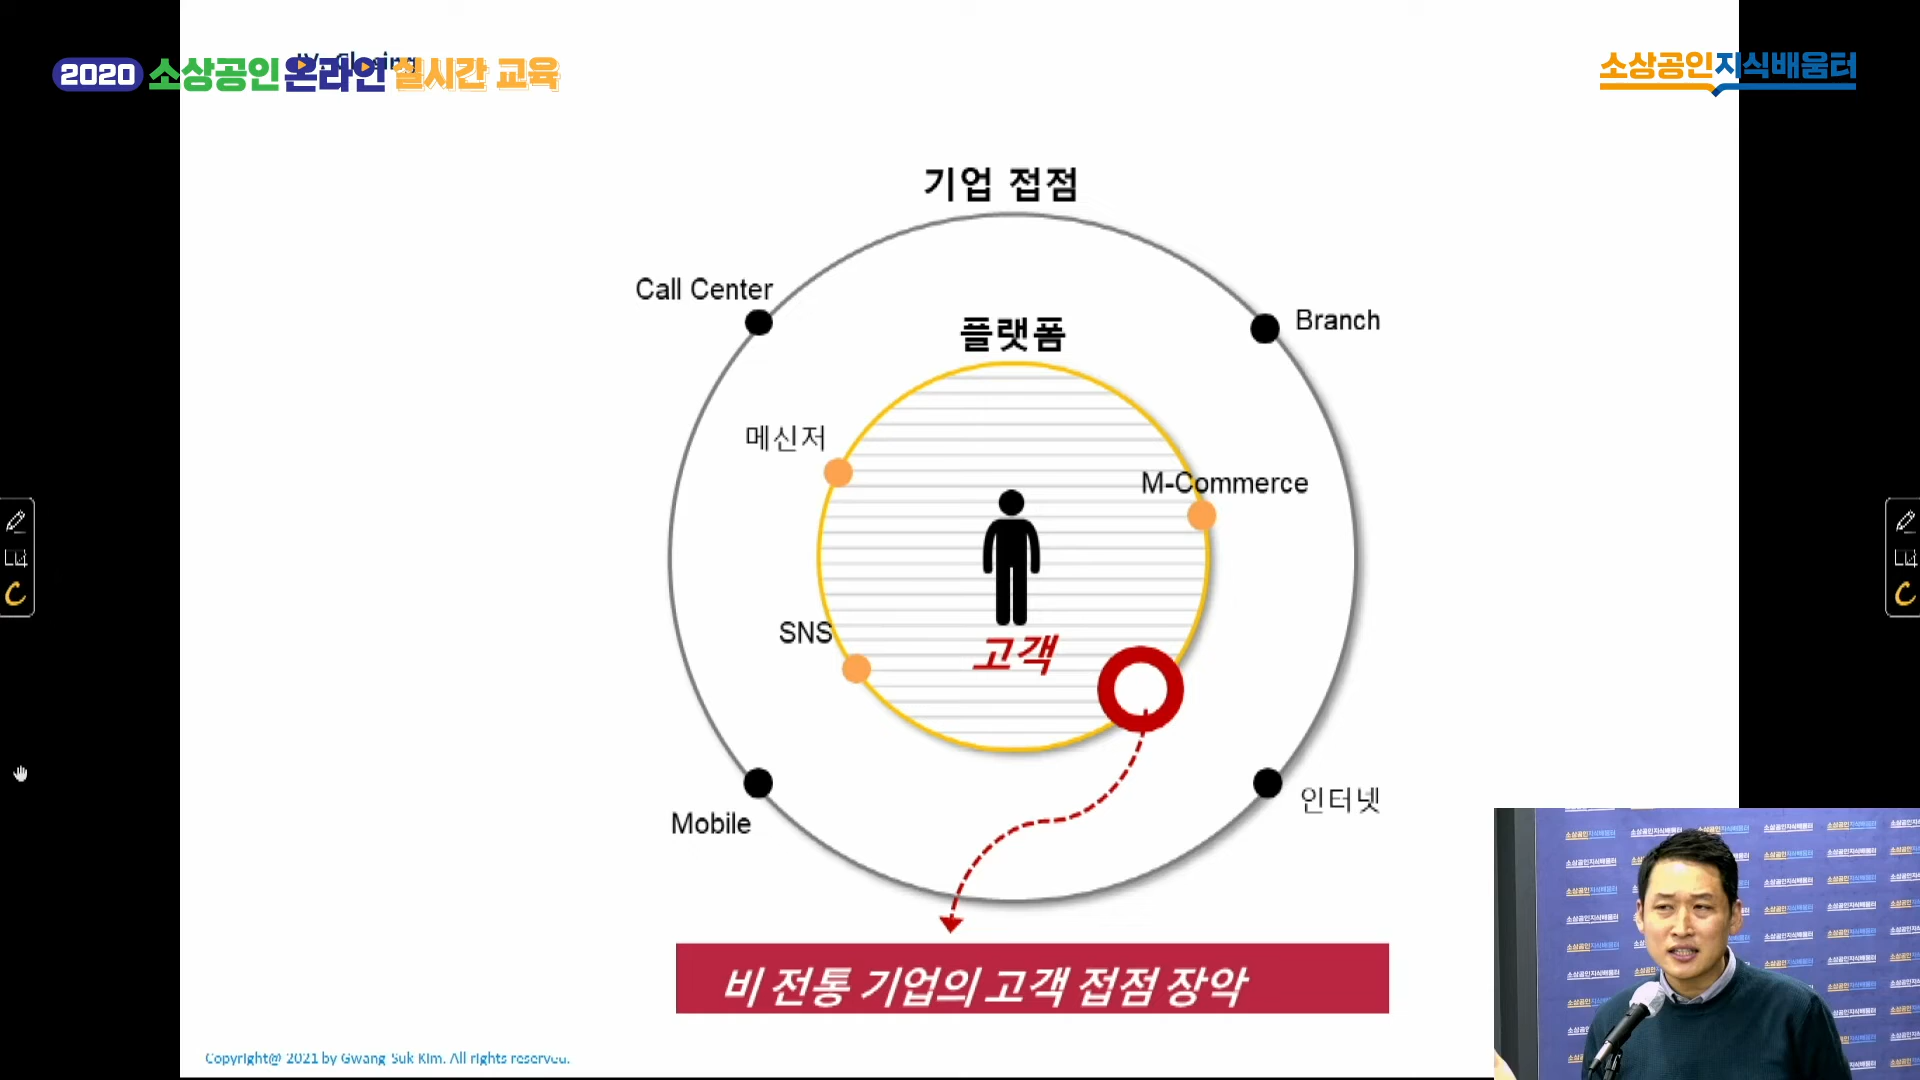 2020 소상공인 온라인 실시간 교육
소상공인지식배움터
기업 접점
Call Center
Branch
플랫폼
메신저
M-Commerce
SNS
고객
Mobile
인터넷
비 전통 기업의 고객 접점 장악
Copyright@ 2021 by Gwang Suk Kim. All rights reserved.